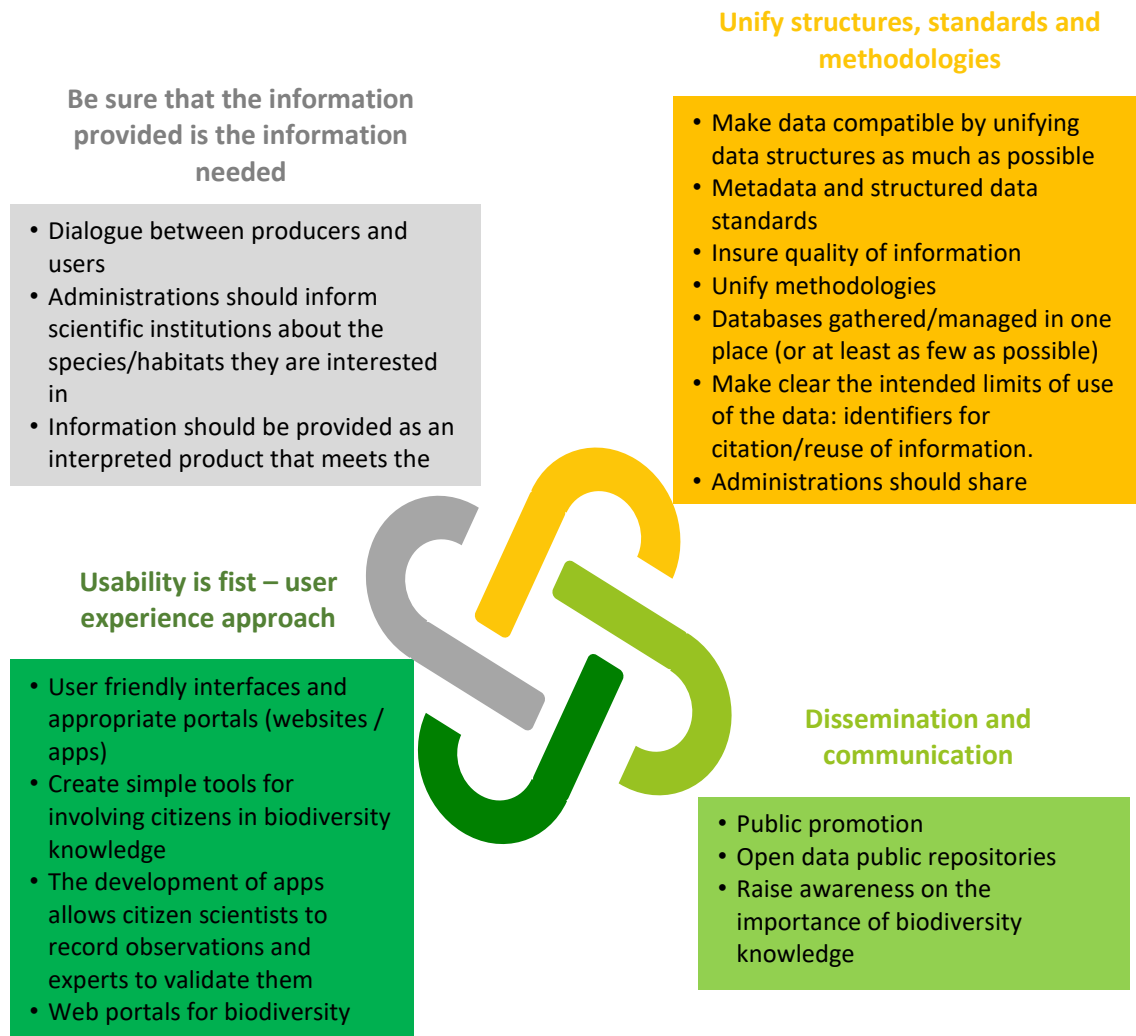 Be sure that the information
provided is the information
needed
• Dialogue between producers and
users
• Administrations should inform
scientific institutions about the
species/habitats they are interested
in
• Information should be provided as an
interpreted product that meets the
Unify structures, standards and
methodologies
• Make data compatible by unifying
data structures as much as possible
• Metadata and structured data
standards
• Insure quality of information
• Unify methodologies
• Databases gathered/managed in one
place (or at least as few as possible)
• Make clear the intended limits of use
of the data: identifiers for
citation/reuse of information.
• Administrations should share
Usability is fist – user
experience approach
• User friendly interfaces and
appropriate portals (websites /
apps)
• Create simple tools for
involving citizens in biodiversity
knowledge
• The development of apps
allows citizen scientists to
record observations and
experts to validate them
• Web portals for biodiversity
Dissemination and
communication
• Public promotion
• Open data public repositories
• Raise awareness on the
importance of biodiversity
knowledge